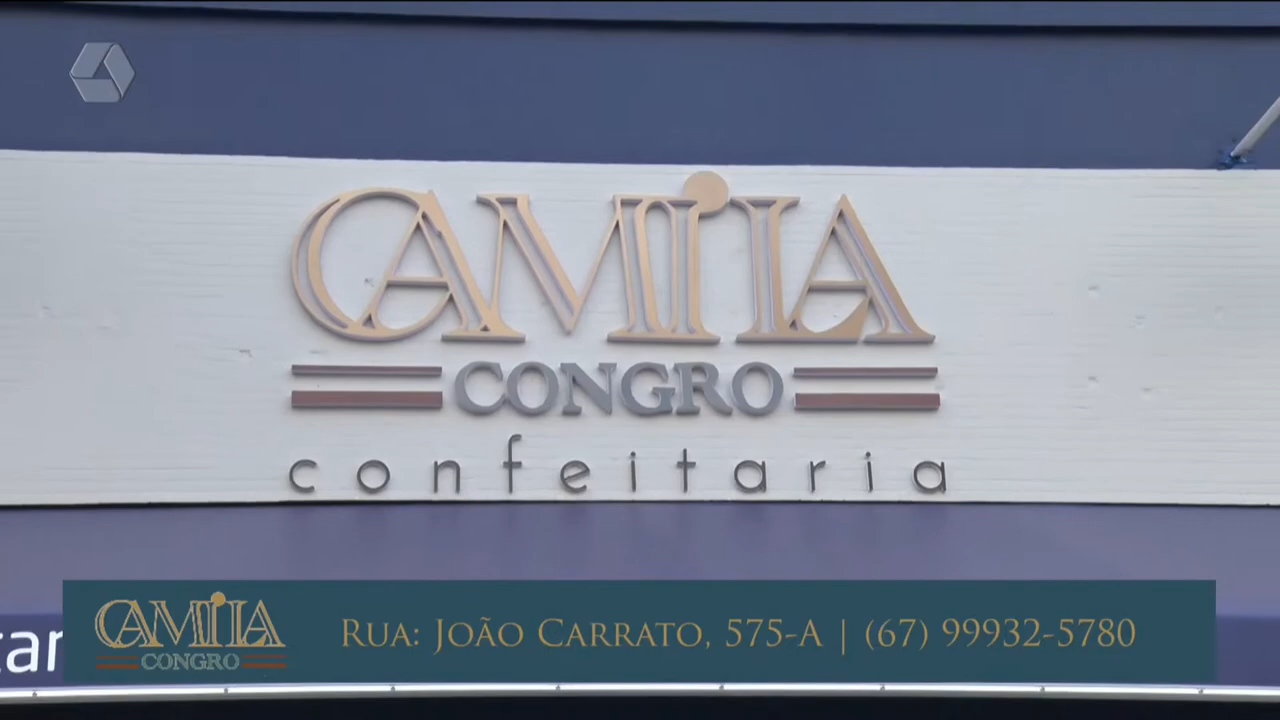 CAMILA
CONGRO
confeitaria
CAMILA
CONGRO
RUA: JOÃO CARRATO, 575-A | (67) 99932-5780